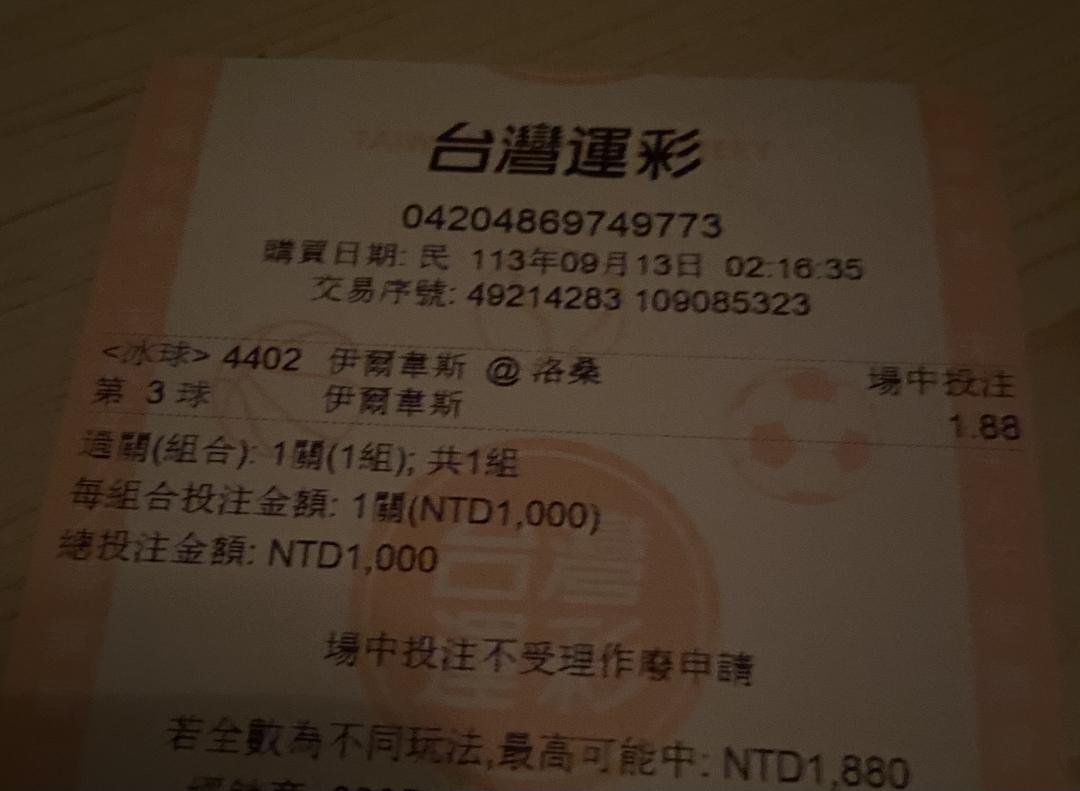 台灣運彩
04204869749773
購買日期: 民 113年09月13日 02:16:35
交易序號: 49214283 109085323
<冰球> 4402 伊爾韋斯 @ 洛桑 場中投注
第 3 球 伊爾韋斯 1.88
過關(組合): 1關(1組); 共1組
每組合投注金額: 1關(NTD1,000)
總投注金額: NTD1,000
台灣
運彩
場中投注不受理作廢申請
若全數為不同玩法,最高可能中: NTD1,880